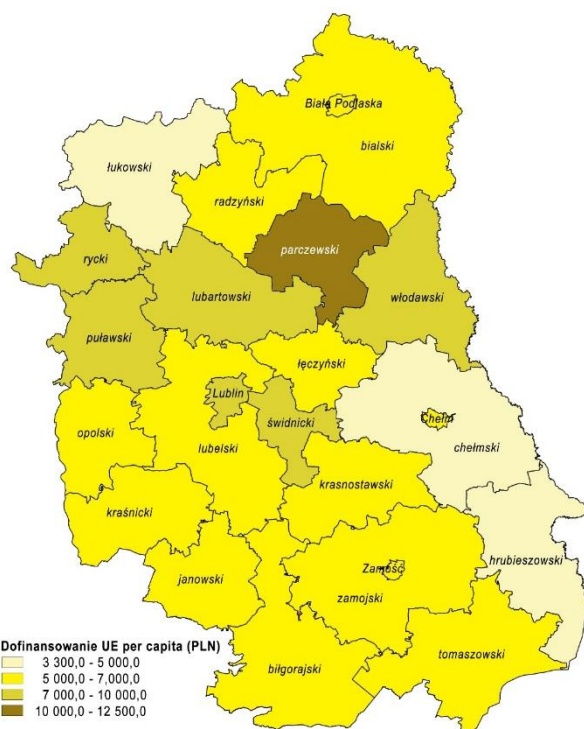 Biała Podlaska
bialski
łukowski
radzyński
parczewski
rycki
lubartowski
włodawski
puławski
łęczyński
Lublin
świdnicki
Chełm
opolski
lubelski
chełmski
krasnostawski
kraśnicki
hrubieszowski
Zamość
janowski
zamojski
tomaszowski
biłgorajski
Dofinansowanie UE per capita (PLN)
3 300,0 - 5 000,0
5 000,0 - 7,000,0
7 000,0 - 10 000,0
10 000,0 - 12 500,0